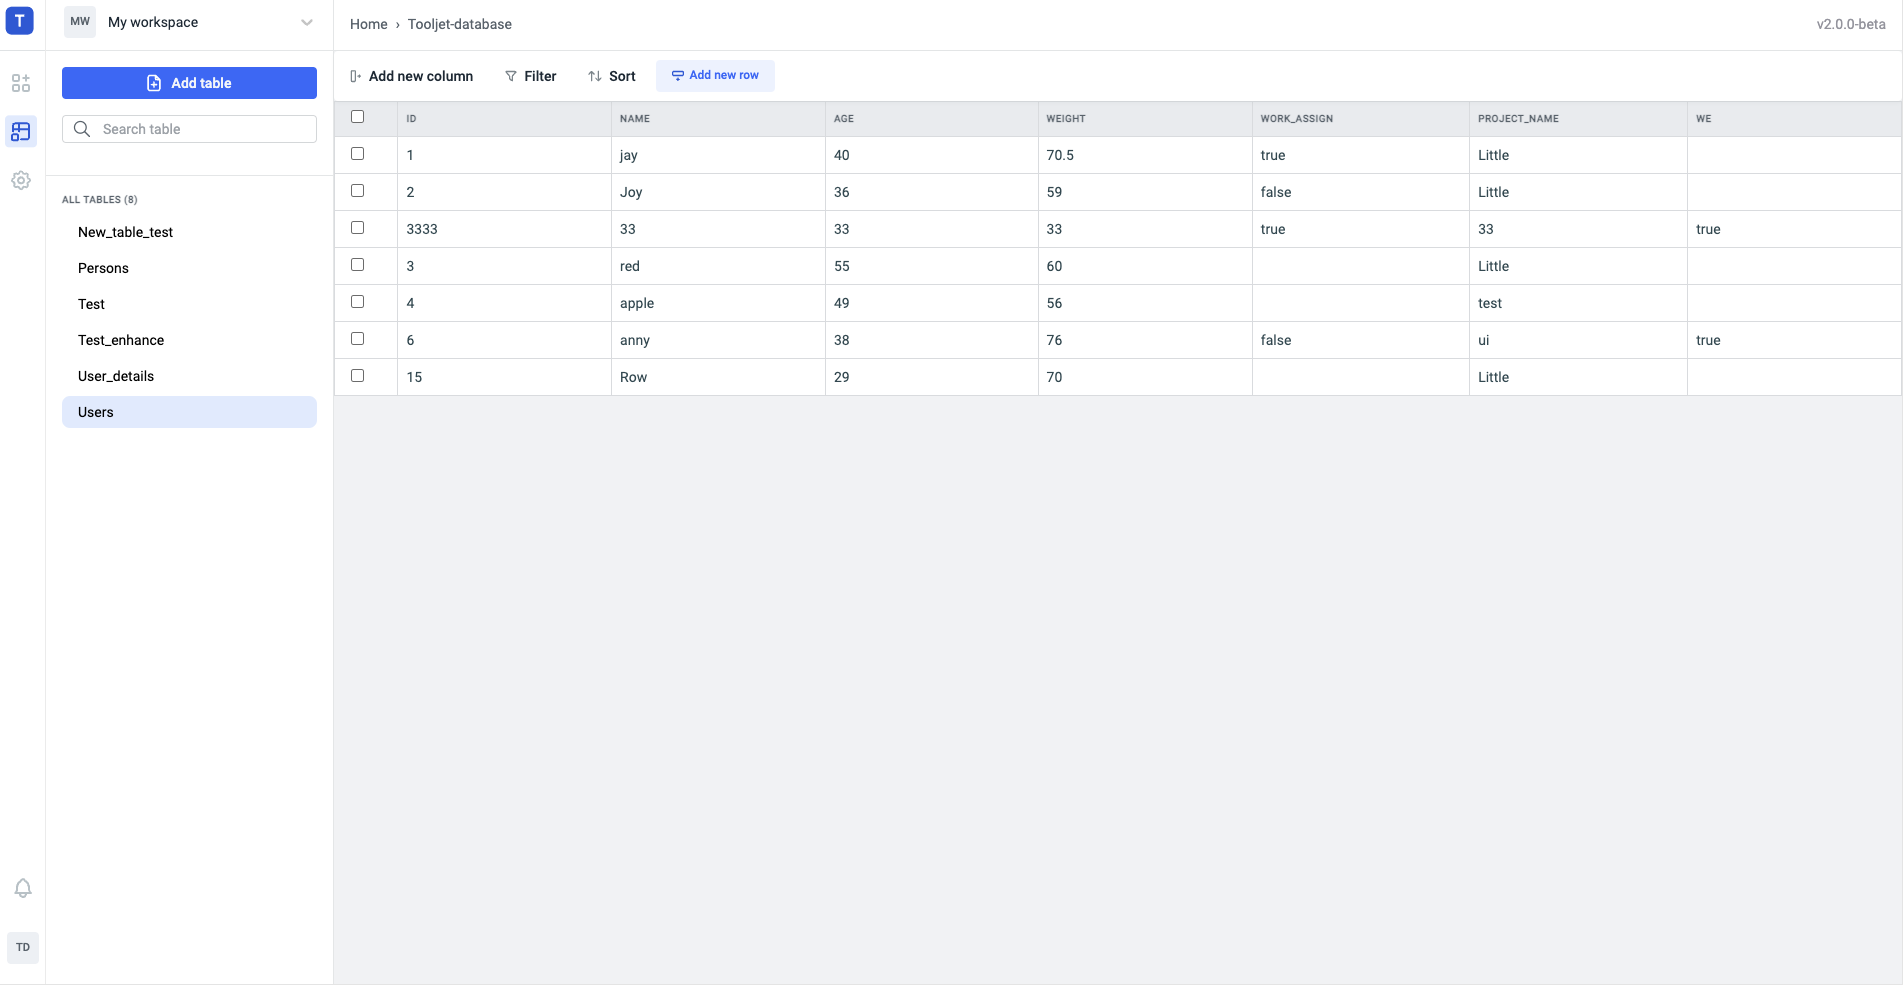 T
MW My workspace
Home › Tooljet-database
v2.0.0-beta
Add table
Search table
ALL TABLES (8)
New_table_test
Persons
Test
Test_enhance
User_details
Users
TD
Add new column Filter Sort Add new row
ID NAME AGE WEIGHT WORK_ASSIGN PROJECT_NAME WE
1 jay 40 70.5 true Little
2 Joy 36 59 false Little
3333 33 33 33 true 33 true
3 red 55 60 Little
4 apple 49 56 test
6 anny 38 76 false ui true
15 Row 29 70 Little